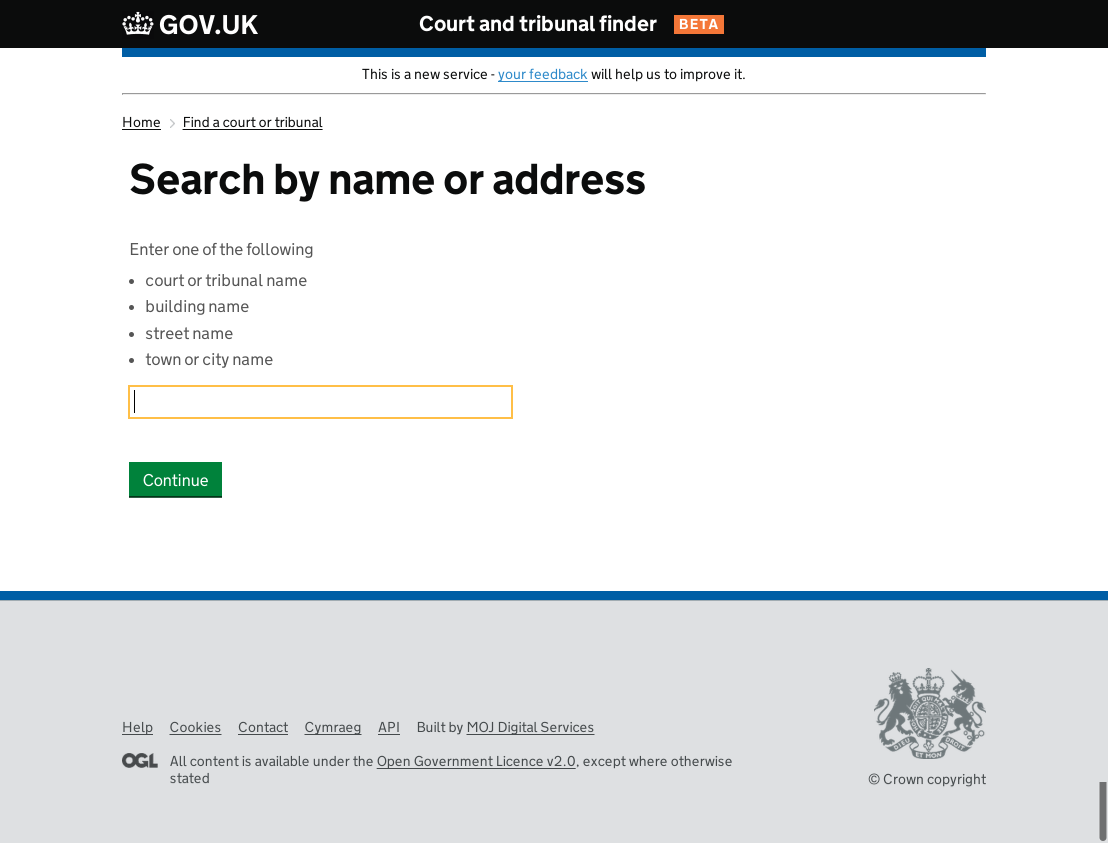 GOV.UK Court and tribunal finder BETA
This is a new service - your feedback will help us to improve it.
Home Find a court or tribunal
Search by name or address
Enter one of the following
court or tribunal name
building name
street name
town or city name
Continue
Help Cookies Contact Cymraeg API Built by MOJ Digital Services
OGL All content is available under the Open Government Licence v2.0, except where otherwise
stated
© Crown copyright